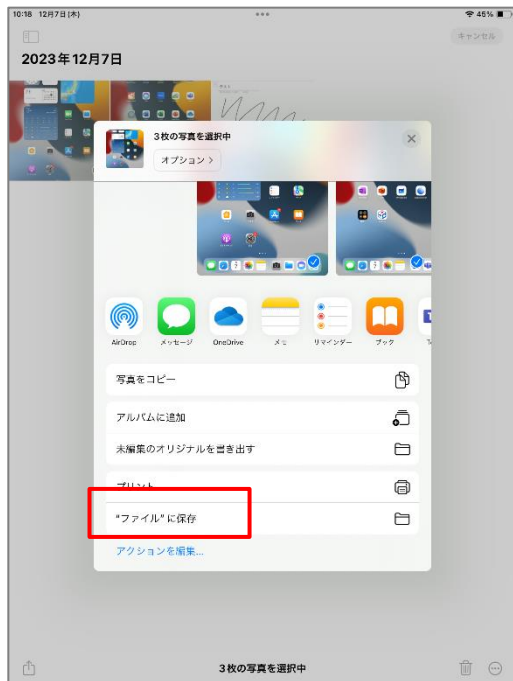 10:18 12月7日(木)
45%
キャンセル
2023年12月7日
3枚の写真を選択中
オプション
AirDrop
メッセージ
OneDrive
メモ
リマインダー
ブック
写真をコピー
アルバムに追加
未編集のオリジナルを書き出す
プリント
"ファイル"に保存
アクションを編集...
3枚の写真を選択中